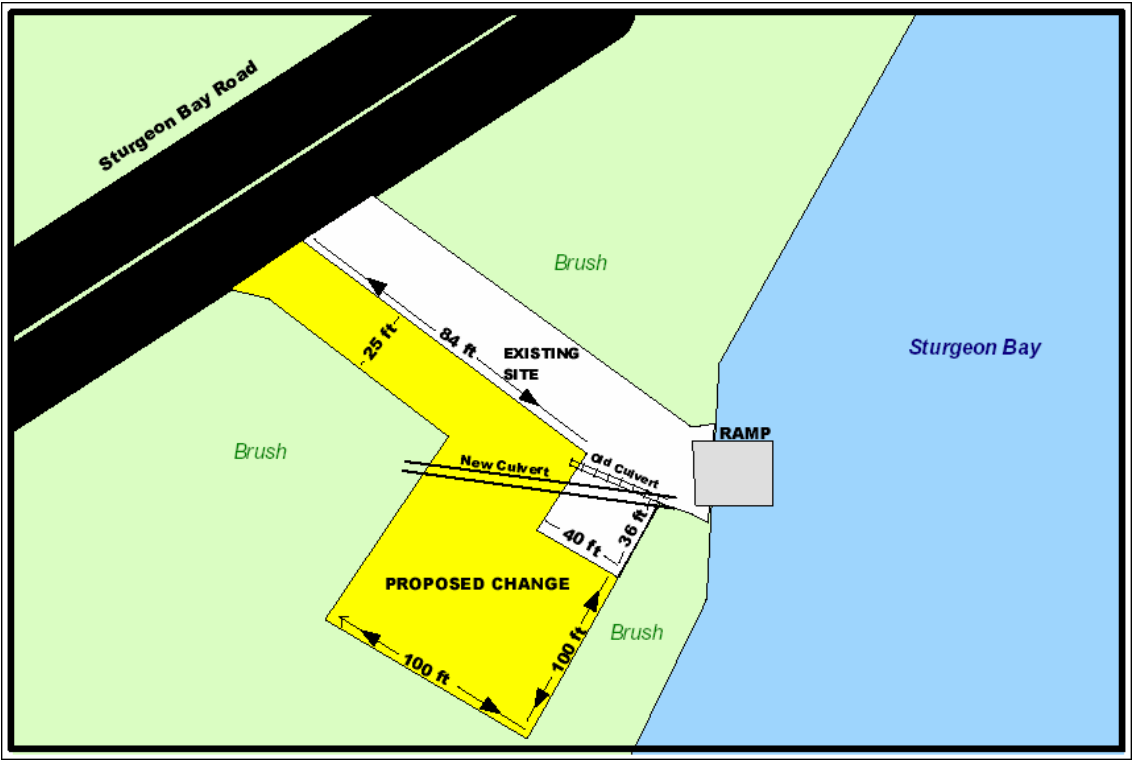 Sturgeon Bay Road
Brush
25 ft
84 ft
EXISTING
SITE
Sturgeon Bay
Brush
RAMP
New Culvert
Old Culvert
40 ft
36 ft
PROPOSED CHANGE
Brush
100 ft
100 ft